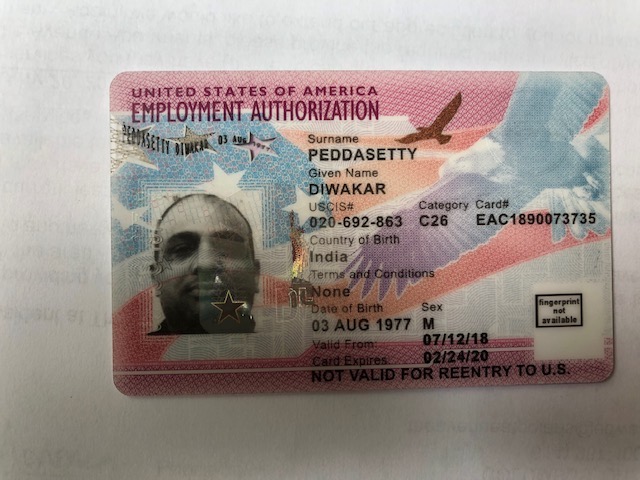 UNITED STATES OF AMERICA
EMPLOYMENT AUTHORIZATION
PEDDASETTY DIWAKAR 03 AUG 1977
Surname
PEDDASETTY
Given Name
DIWAKAR
USCIS# Category Card#
020-692-863 C26 EAC1890073735
Country of Birth
India
Terms and Conditions
None
Date of Birth Sex
03 AUG 1977 M
Valid From: 07/12/18
Card Expires: 02/24/20
NOT VALID FOR REENTRY TO U.S.
fingerprint
not
available